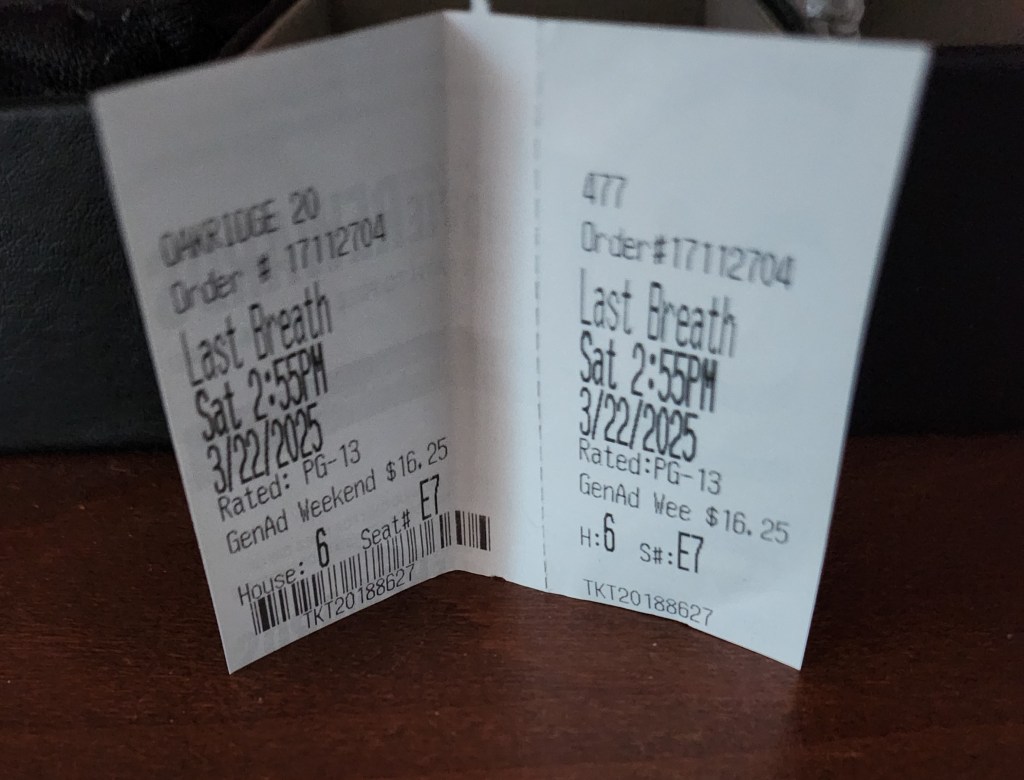 OAKRIDGE 20
Order # 17112704
Last Breath
Sat 2:55PM
3/22/2025
Rated: PG-13
GenAd Weekend $16.25
House: 6 Seat# E7
TKT20188627
477
Order#17112704
Last Breath
Sat 2:55PM
3/22/2025
Rated:PG-13
GenAd Wee $16.25
H:6 S#:E7
TKT20188627